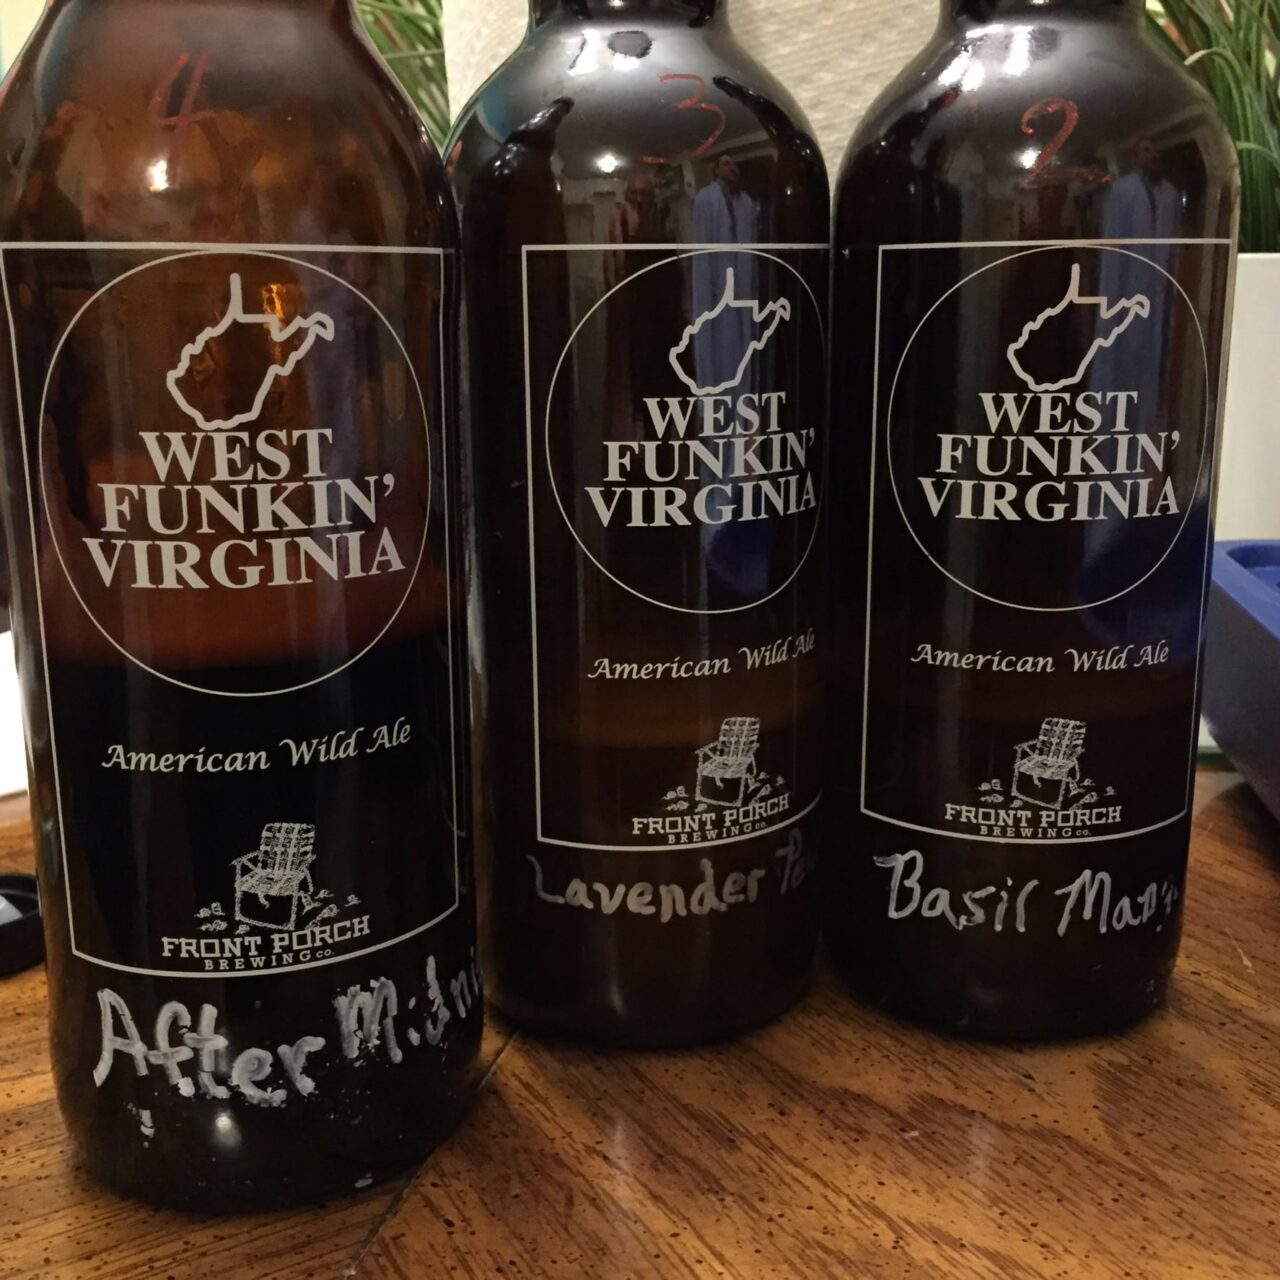 4
WEST
FUNKIN'
VIRGINIA
American Wild Ale
FRONT PORCH
BREWING CO.
After
3
WEST
FUNKIN'
VIRGINIA
American Wild Ale
FRONT PORCH
BREWING CO.
Lavender
2
WEST
FUNKIN'
VIRGINIA
American Wild Ale
FRONT PORCH
BREWING CO.
Basil